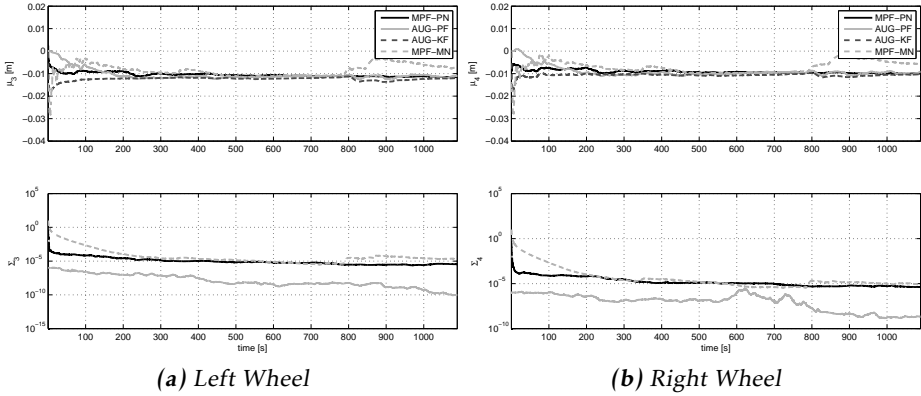 0.02
0.01
0
−0.01
−0.02
−0.03
−0.04
μ3 [m]
100 200 300 400 500 600 700 800 900 1000
MPF−PN
AUG−PF
AUG−KF
MPF−MN
0.02
0.01
0
−0.01
−0.02
−0.03
−0.04
μ4 [m]
100 200 300 400 500 600 700 800 900 1000
MPF−PN
AUG−PF
AUG−KF
MPF−MN
10^5
10^0
10^−5
10^−10
10^−15
Σ3
100 200 300 400 500 600 700 800 900 1000
time [s]
10^5
10^0
10^−5
10^−10
Σ4
100 200 300 400 500 600 700 800 900 1000
time [s]
(a) Left Wheel
(b) Right Wheel